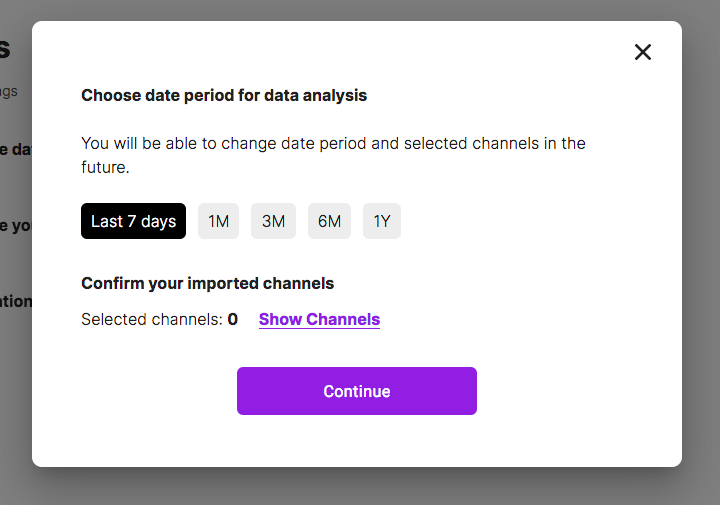 s
ngs
Choose date period for data analysis
You will be able to change date period and selected channels in the
future.
e da
Last 7 days 1M 3M 6M 1Y
e yo
Confirm your imported channels
ation
Selected channels: 0 Show Channels
Continue